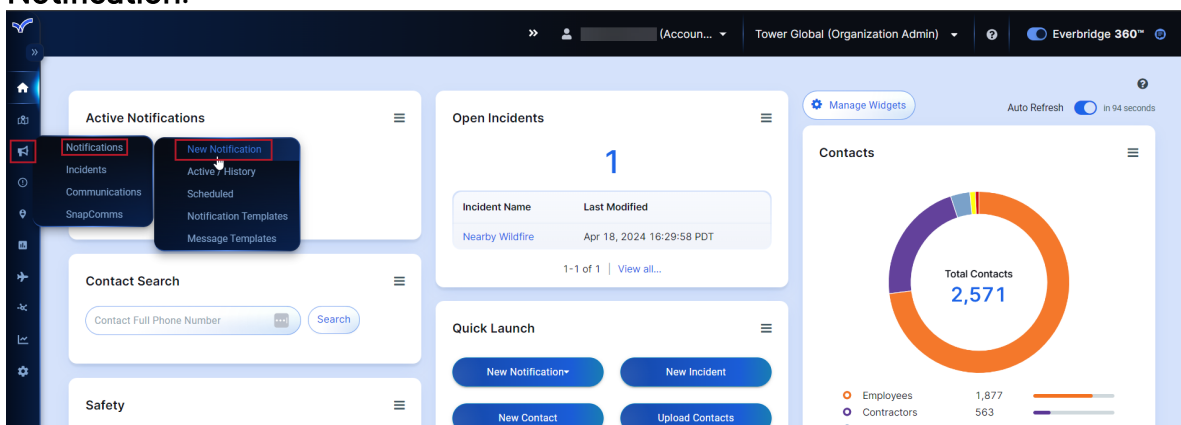 Notification.
(Accoun...
Tower Global (Organization Admin)
Everbridge 360™
Manage Widgets
Auto Refresh
in 94 seconds
Active Notifications
Open Incidents
Contacts
Notifications
Incidents
Communications
SnapComms
New Notification
Active / History
Scheduled
Notification Templates
Message Templates
1
Incident Name Last Modified
Nearby Wildfire Apr 18, 2024 16:29:58 PDT
1-1 of 1 | View all...
Total Contacts
2,571
Contact Search
Contact Full Phone Number
Search
Quick Launch
New Notification
New Incident
New Contact
Upload Contacts
Safety
Employees 1,877
Contractors 563